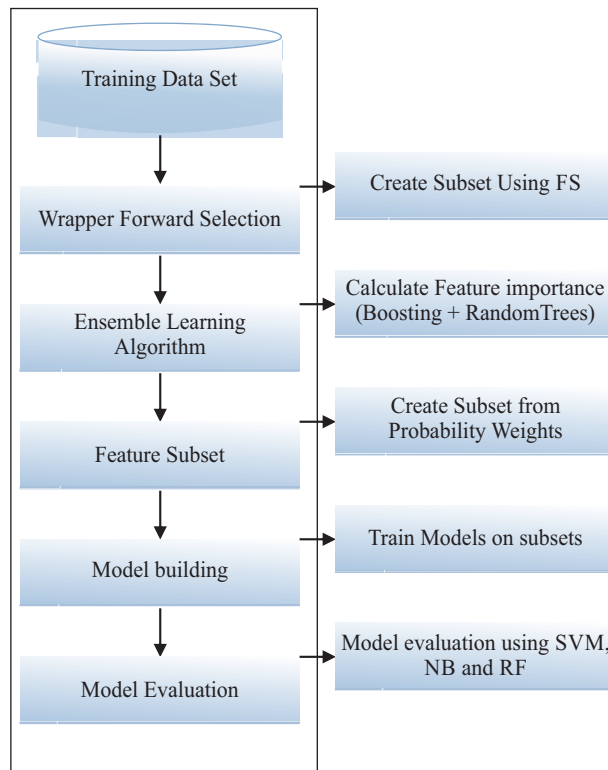 Training Data Set
Wrapper Forward Selection
Create Subset Using FS
Ensemble Learning
Algorithm
Calculate Feature importance
(Boosting + RandomTrees)
Feature Subset
Create Subset from
Probability Weights
Model building
Train Models on subsets
Model Evaluation
Model evaluation using SVM,
NB and RF